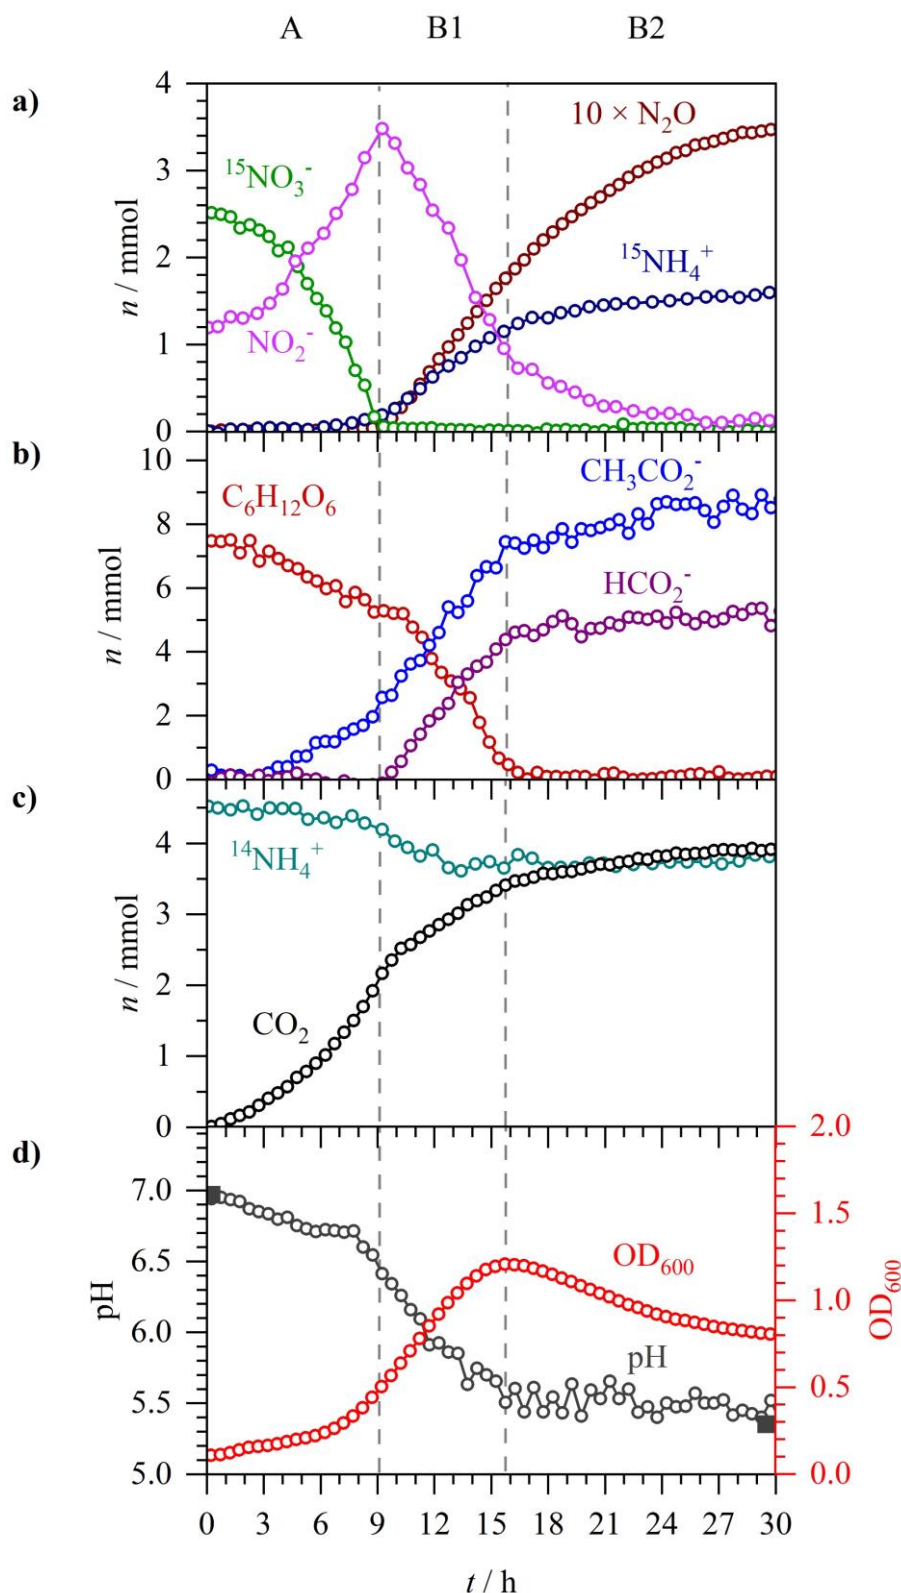 A B1 B2
a)
4
3
2
1
0
n / mmol
10 × N₂O
¹⁵NO₃⁻
¹⁵NH₄⁺
NO₂⁻
b)
10
8
6
4
2
0
n / mmol
C₆H₁₂O₆
CH₃CO₂⁻
HCO₂⁻
c)
4
3
2
1
0
n / mmol
¹⁴NH₄⁺
CO₂
d)
7.0
6.5
6.0
5.5
5.0
pH
OD₆₀₀
pH
2.0
1.5
1.0
0.5
0.0
OD₆₀₀
0 3 6 9 12 15 18 21 24 27 30
t / h